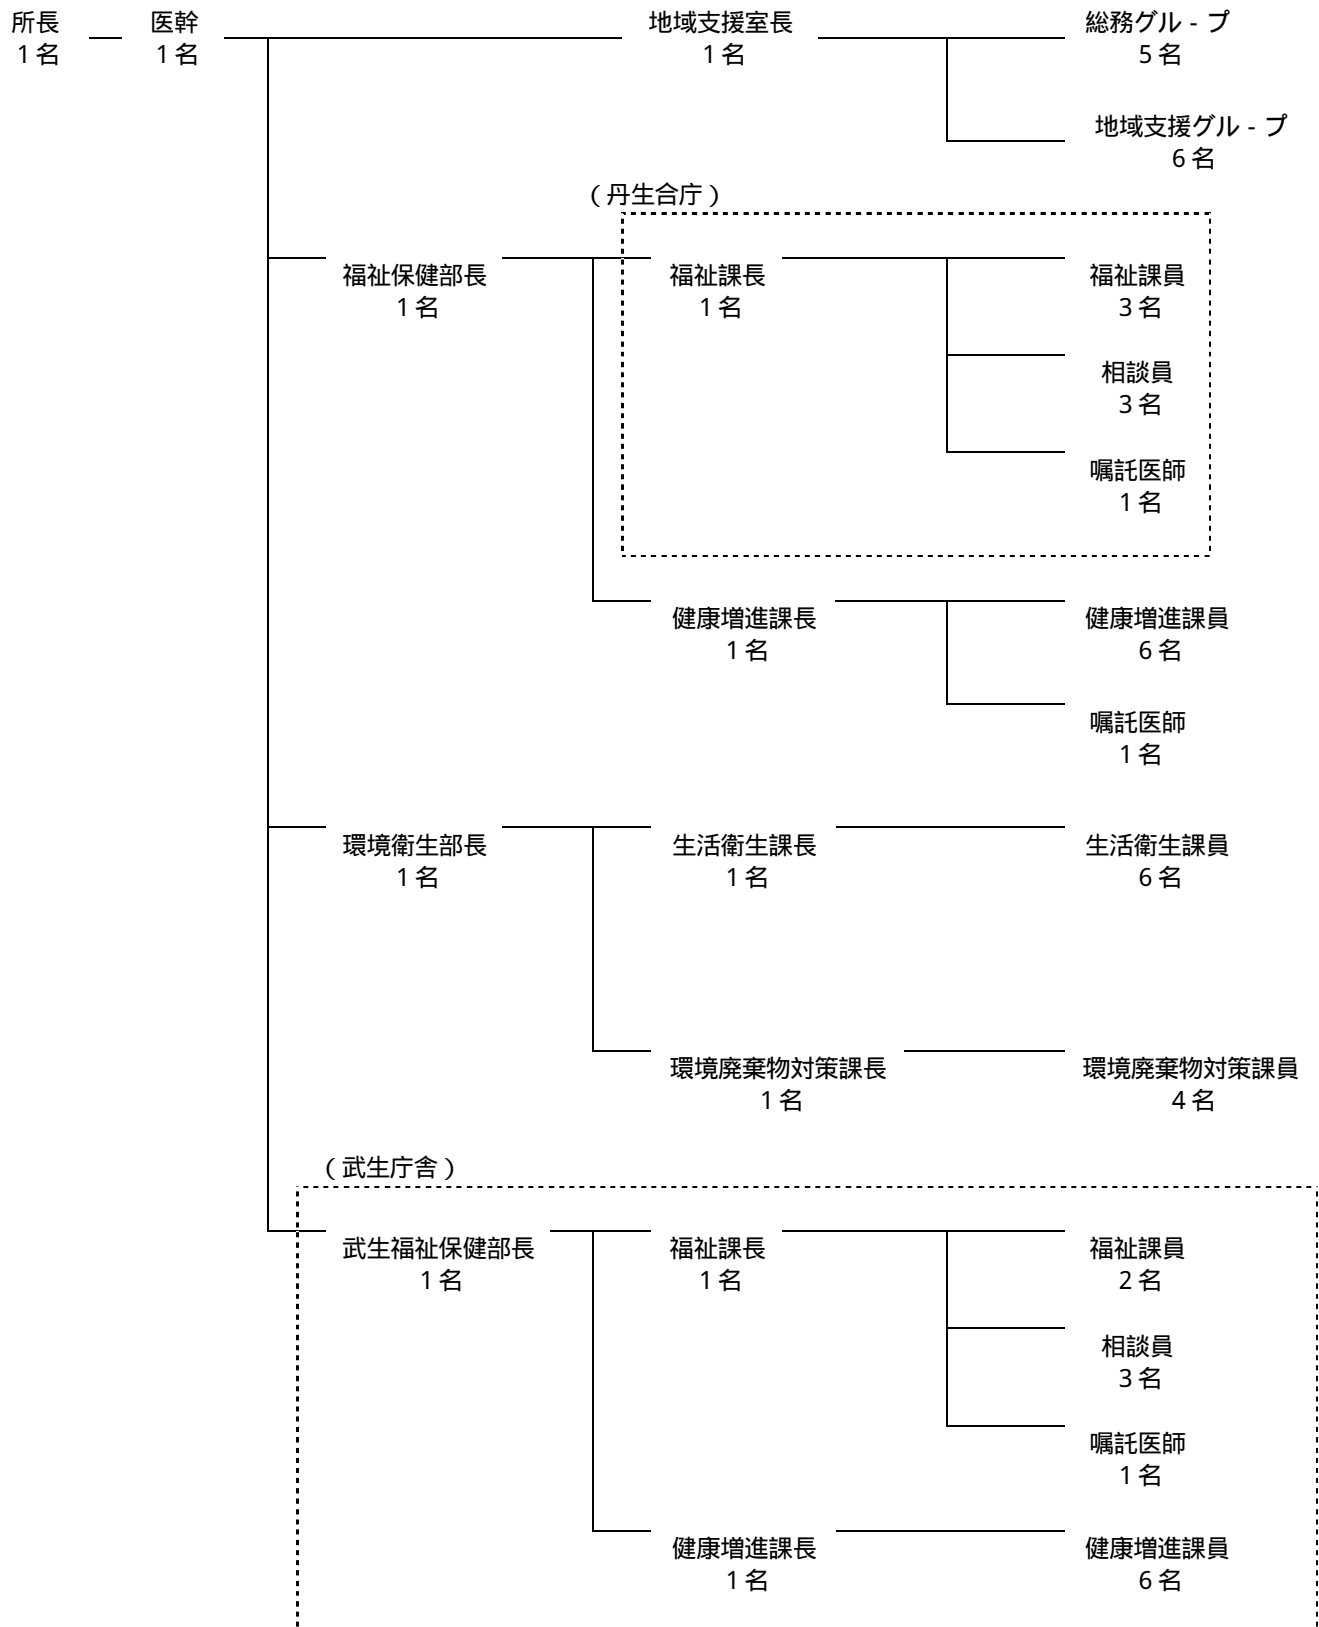 所長
1名
医幹
1名
地域支援室長
1名
総務グル-プ
5名
地域支援グル-プ
6名
(丹生合庁)
福祉保健部長
1名
福祉課長
1名
福祉課員
3名
相談員
3名
嘱託医師
1名
健康増進課長
1名
健康増進課員
6名
嘱託医師
1名
環境衛生部長
1名
生活衛生課長
1名
生活衛生課員
6名
環境廃棄物対策課長
1名
環境廃棄物対策課員
4名
(武生庁舎)
武生福祉保健部長
1名
福祉課長
1名
福祉課員
2名
相談員
3名
嘱託医師
1名
健康増進課長
1名
健康増進課員
6名